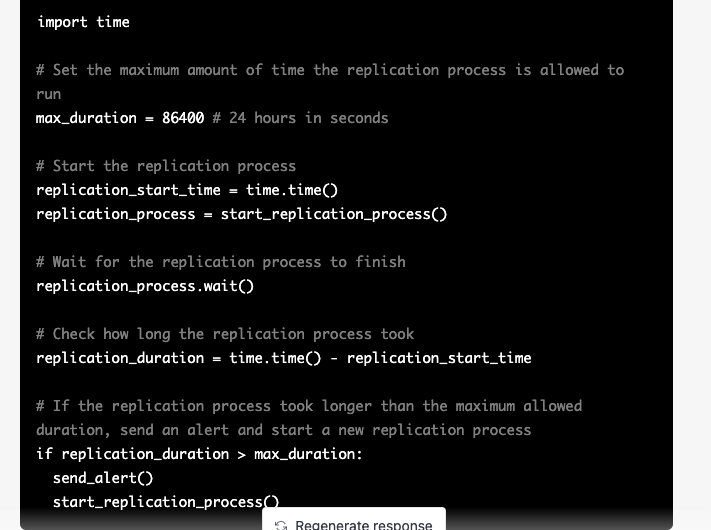 import time
# Set the maximum amount of time the replication process is allowed to
run
max_duration = 86400 # 24 hours in seconds
# Start the replication process
replication_start_time = time.time()
replication_process = start_replication_process()
# Wait for the replication process to finish
replication_process.wait()
# Check how long the replication process took
replication_duration = time.time() - replication_start_time
# If the replication process took longer than the maximum allowed
duration, send an alert and start a new replication process
if replication_duration > max_duration:
  send_alert()
  start_replication_process()
Regenerate response